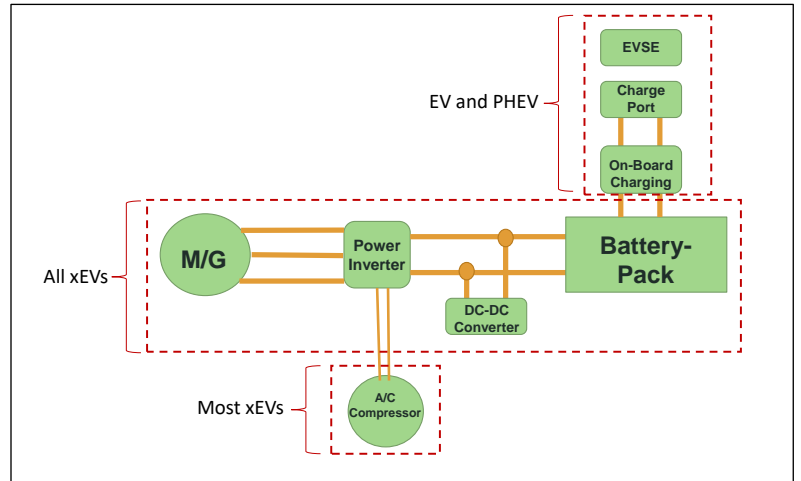 EVSE
EV and PHEV
Charge
Port
On-Board
Charging
All xEVs
M/G
Power
Inverter
Battery-
Pack
DC-DC
Converter
Most xEVs
A/C
Compressor